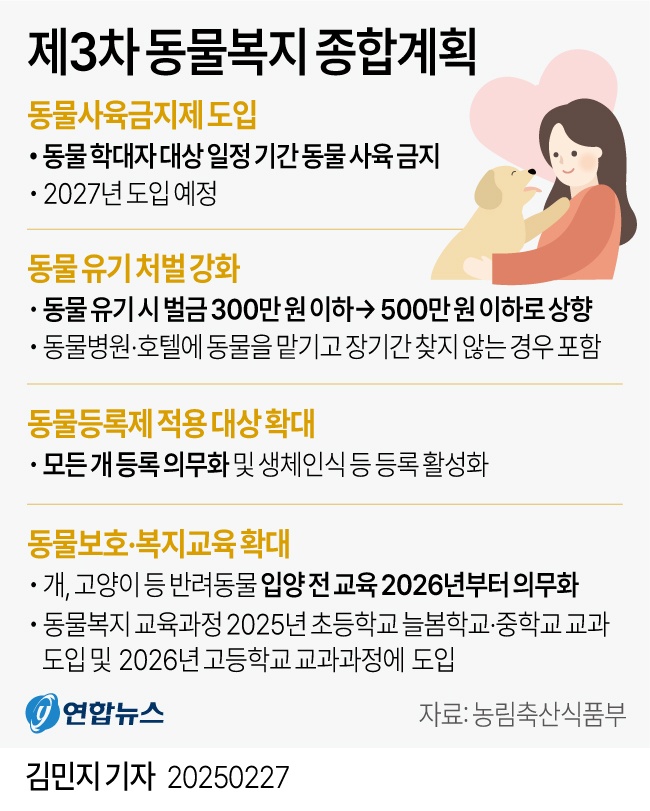 제3차 동물복지 종합계획
동물사육금지제 도입
• 동물 학대자 대상 일정 기간 동물 사육 금지
• 2027년 도입 예정
동물 유기 처벌 강화
• 동물 유기 시 벌금 300만 원 이하→ 500만 원 이하로 상향
• 동물병원·호텔에 동물을 맡기고 장기간 찾지 않는 경우 포함
동물등록제 적용 대상 확대
• 모든 개 등록 의무화 및 생체인식 등 등록 활성화
동물보호·복지교육 확대
• 개, 고양이 등 반려동물 입양 전 교육 2026년부터 의무화
• 동물복지 교육과정 2025년 초등학교 늘봄학교·중학교 교과
도입 및 2026년 고등학교 교과과정에 도입
연합뉴스
자료: 농림축산식품부
김민지 기자 20250227